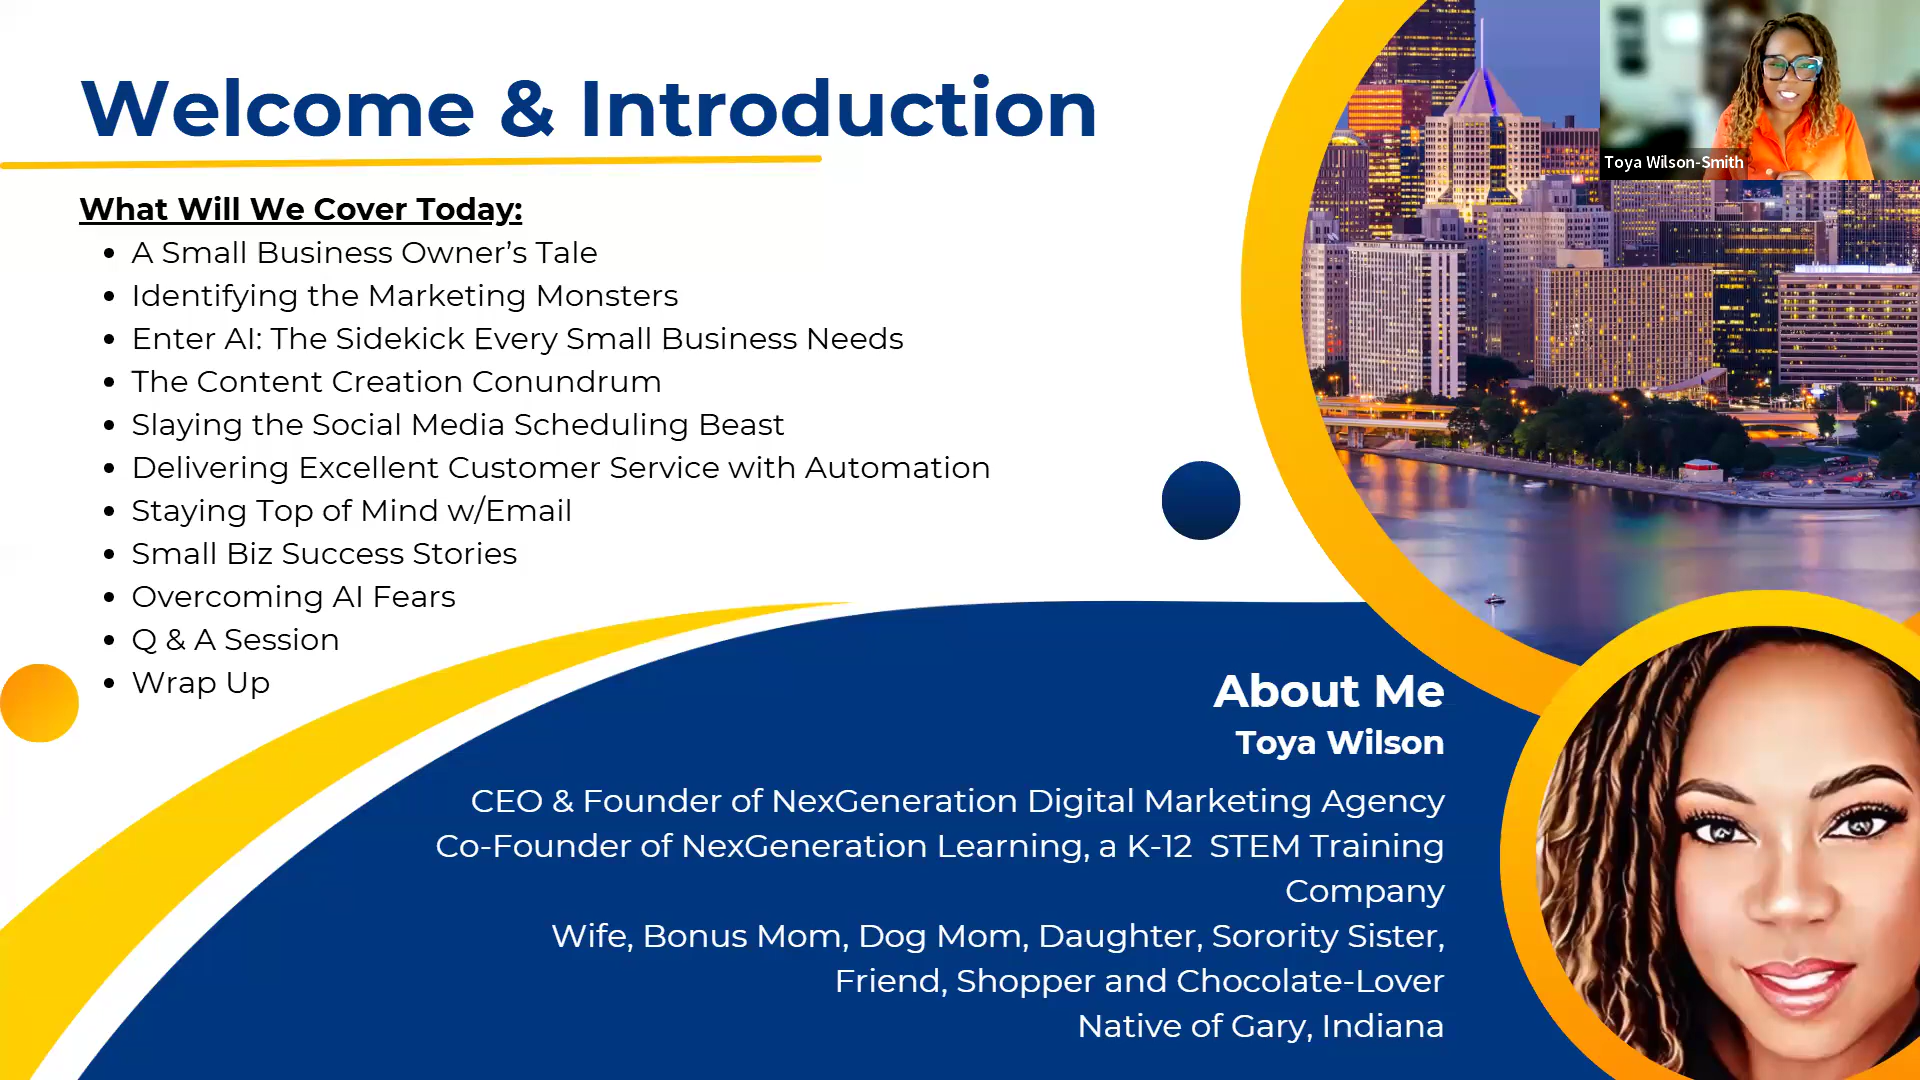 Welcome & Introduction
Toya Wilson-Smith
What Will We Cover Today:
• A Small Business Owner’s Tale
• Identifying the Marketing Monsters
• Enter AI: The Sidekick Every Small Business Needs
• The Content Creation Conundrum
• Slaying the Social Media Scheduling Beast
• Delivering Excellent Customer Service with Automation
• Staying Top of Mind w/Email
• Small Biz Success Stories
• Overcoming AI Fears
• Q & A Session
• Wrap Up
About Me
Toya Wilson
CEO & Founder of NexGeneration Digital Marketing Agency
Co-Founder of NexGeneration Learning, a K-12  STEM Training
Company
Wife, Bonus Mom, Dog Mom, Daughter, Sorority Sister,
Friend, Shopper and Chocolate-Lover
Native of Gary, Indiana